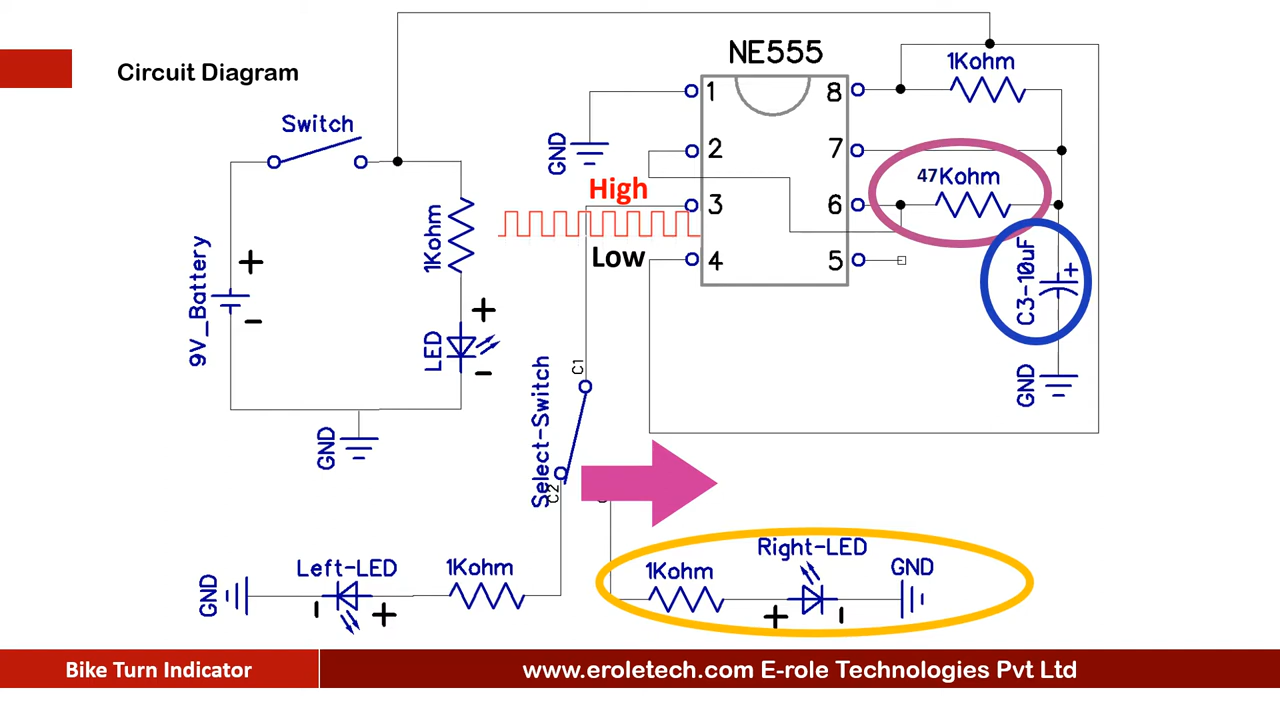 Circuit Diagram
NE555
1Kohm
Switch
1
8
GND
2
7
High
47Kohm
3
6
Low
4
5
1Kohm
9V_Battery
+
-
+
LED
-
C3-10uF
+
GND
C1
Select-Switch
C2
GND
Right-LED
Left-LED
1Kohm
1Kohm
GND
GND
-
+
+
-
Bike Turn Indicator
www.eroletech.com E-role Technologies Pvt Ltd